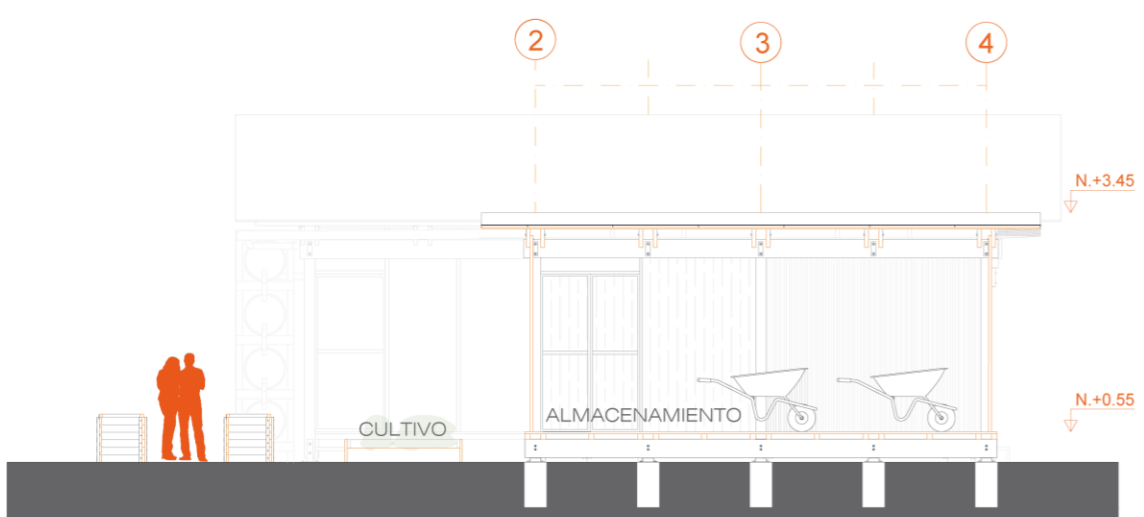 2
3
4
N.+3.45
N.+0.55
ALMACENAMIENTO
CULTIVO